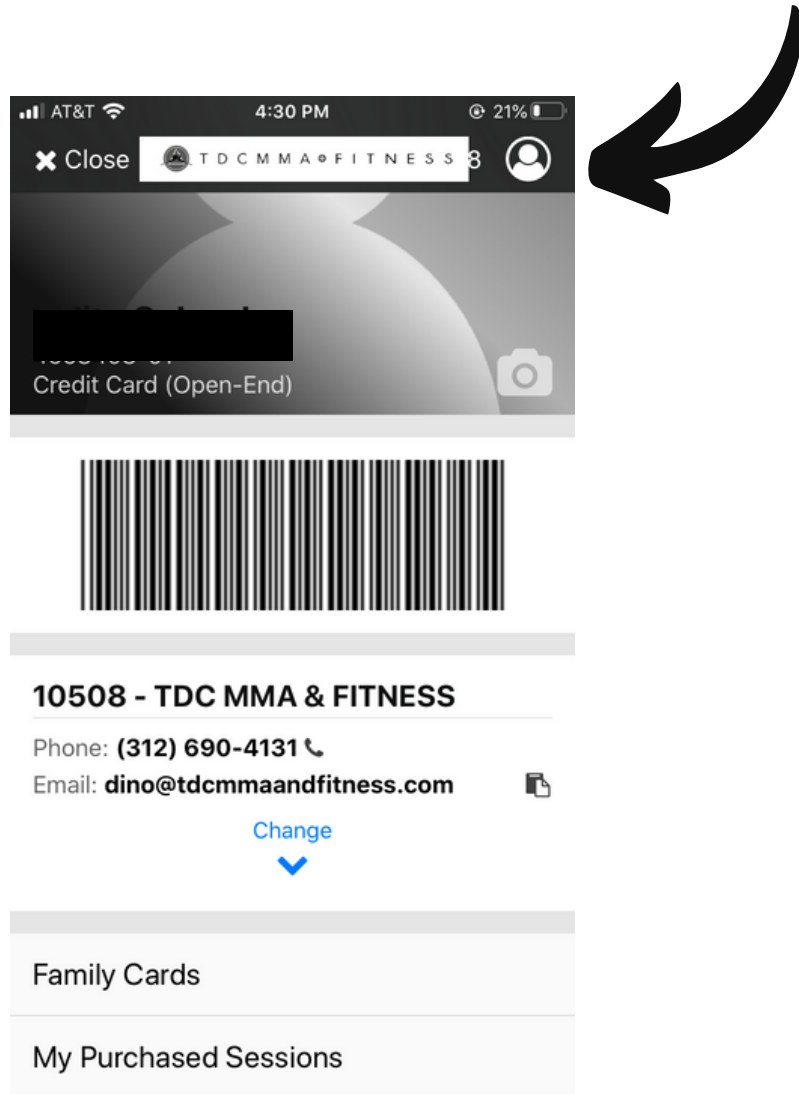 AT&T 4:30 PM 21%
Close TDCMMA FITNESS 8
Credit Card (Open-End)
10508 - TDC MMA & FITNESS
Phone: (312) 690-4131
Email: dino@tdcmmaandfitness.com
Change
Family Cards
My Purchased Sessions